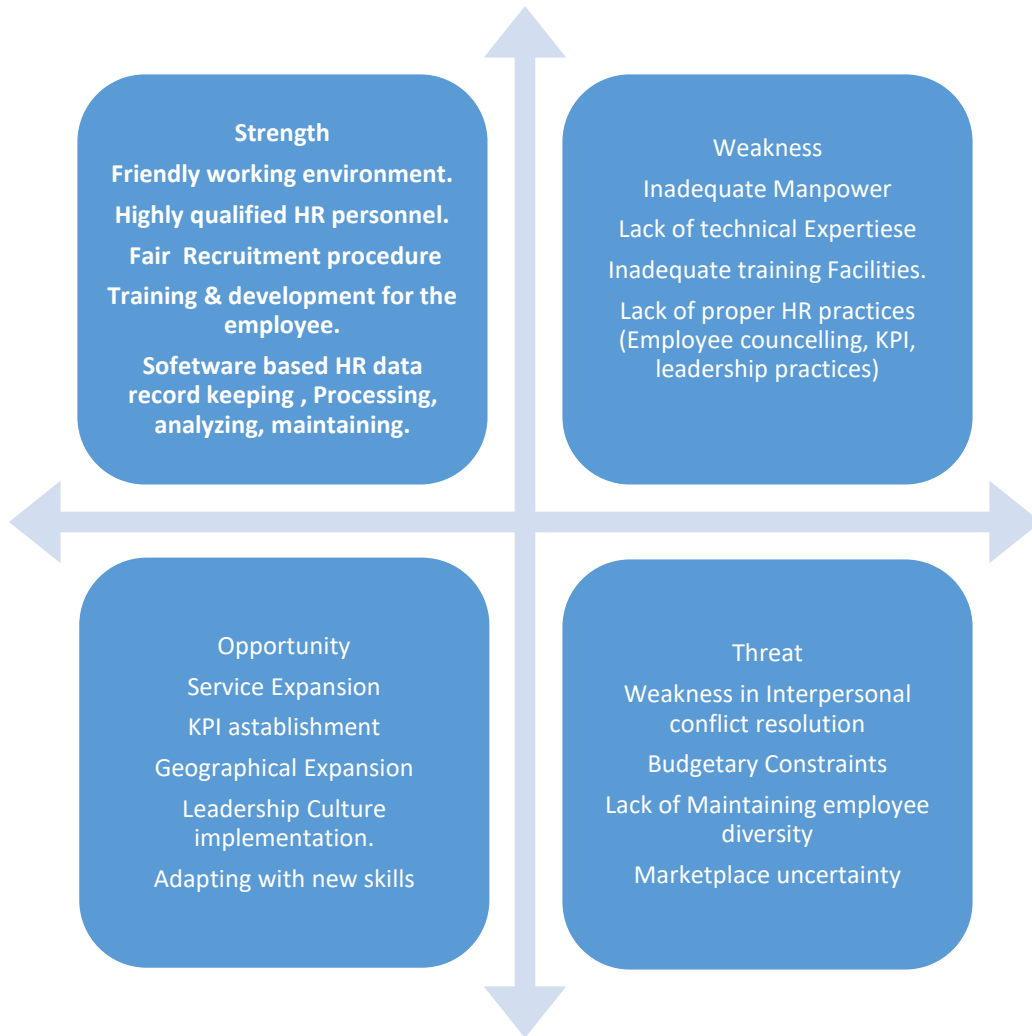 Strength
Friendly working environment.
Highly qualified HR personnel.
Fair  Recruitment procedure
Training & development for the
employee.
Sofetware based HR data
record keeping , Processing,
analyzing, maintaining.
Weakness
Inadequate Manpower
Lack of technical Expertiese
Inadequate training Facilities.
Lack of proper HR practices
(Employee councelling, KPI,
leadership practices)
Opportunity
Service Expansion
KPI astablishment
Geographical Expansion
Leadership Culture
implementation.
Adapting with new skills
Threat
Weakness in Interpersonal
conflict resolution
Budgetary Constraints
Lack of Maintaining employee
diversity
Marketplace uncertainty